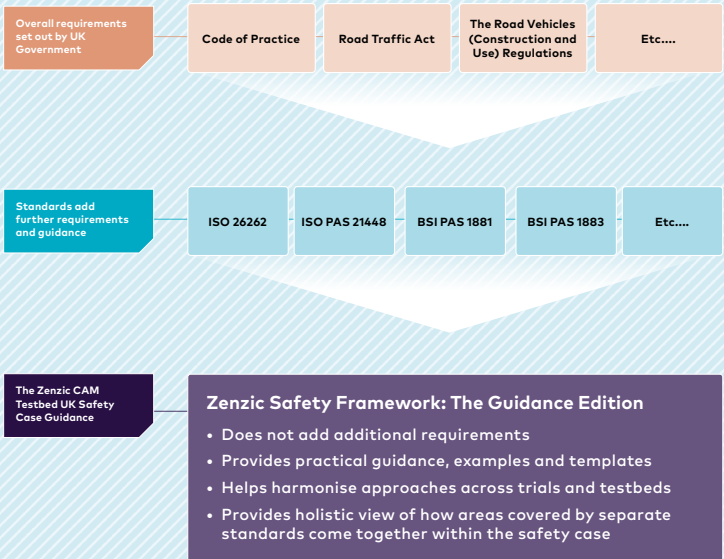 Overall requirements
set out by UK
Government
Code of Practice
Road Traffic Act
The Road Vehicles
(Construction and
Use) Regulations
Etc....
Standards add
further requirements
and guidance
ISO 26262
ISO PAS 21448
BSI PAS 1881
BSI PAS 1883
Etc....
The Zenzic CAM
Testbed UK Safety
Case Guidance
Zenzic Safety Framework: The Guidance Edition
• Does not add additional requirements
• Provides practical guidance, examples and templates
• Helps harmonise approaches across trials and testbeds
• Provides holistic view of how areas covered by separate
standards come together within the safety case